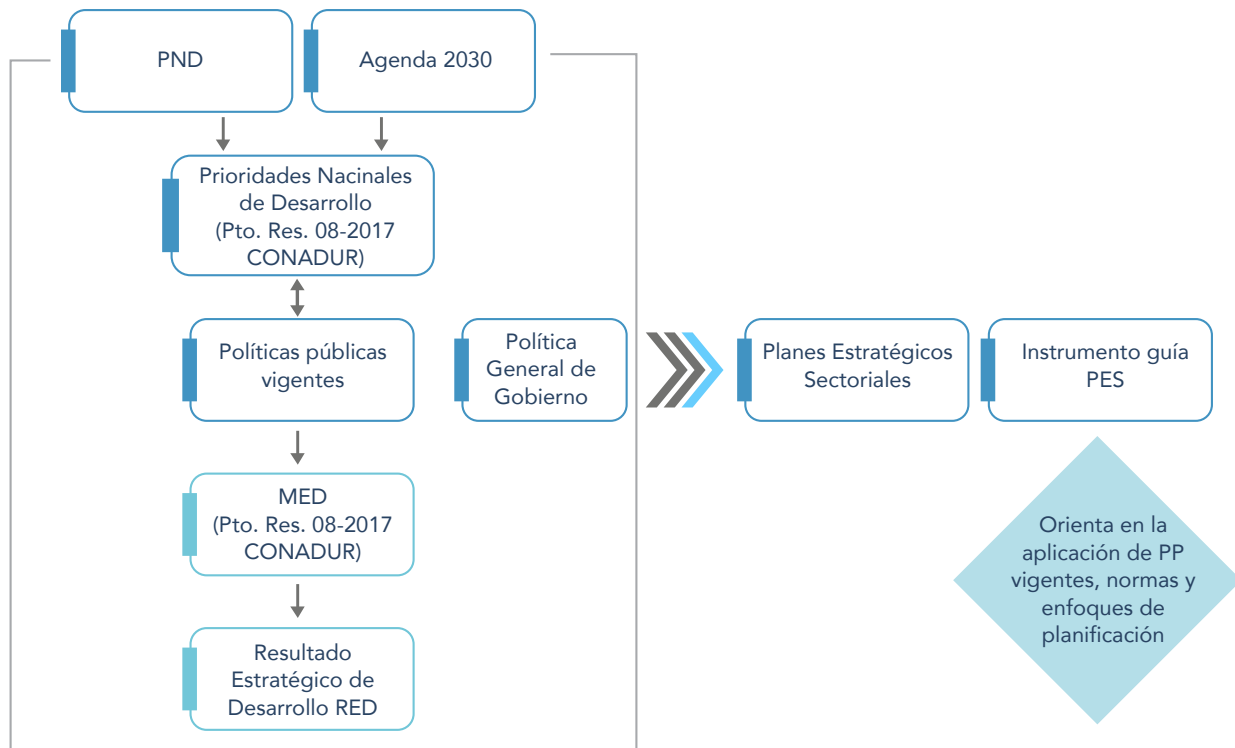 PND
Agenda 2030
Prioridades Nacinales
de Desarrollo
(Pto. Res. 08-2017
CONADUR)
Políticas públicas
vigentes
Política
General de
Gobierno
Planes Estratégicos
Sectoriales
Instrumento guía
PES
MED
(Pto. Res. 08-2017
CONADUR)
Orienta en la
aplicación de PP
vigentes, normas y
enfoques de
planificación
Resultado
Estratégico de
Desarrollo RED